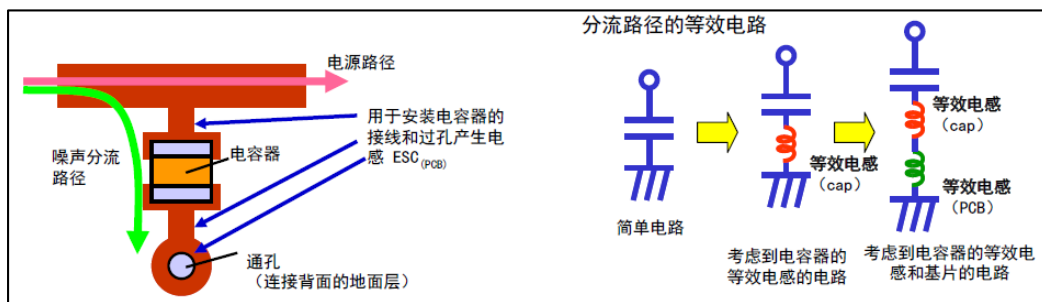 电源路径
用于安装电容器的
接线和过孔产生电
感 ESC(PCB)
电容器
噪声分流
路径
通孔
(连接背面的地面层)
分流路径的等效电路
简单电路
等效电感
(cap)
考虑到电容器的
等效电感的电路
等效电感
(cap)
等效电感
(PCB)
考虑到电容器的等效电
感和基片的电路